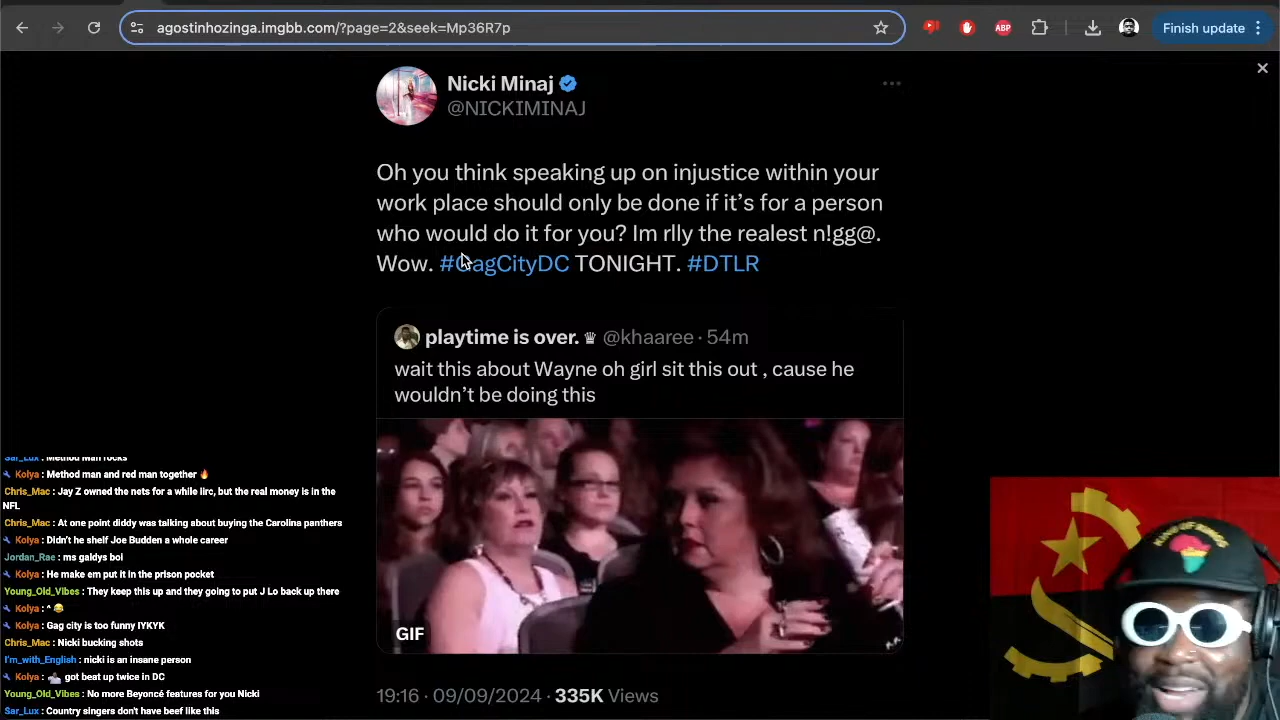 agostinhozinga.imgbb.com/?page=2&seek=Mp36R7p
ABP
Finish update
Nicki Minaj
@NICKIMINAJ
Oh you think speaking up on injustice within your
work place should only be done if it’s for a person
who would do it for you? Im rlly the realest n!gg@.
Wow. #GagCityDC TONIGHT. #DTLR
playtime is over. ♕ @khaaree · 54m
wait this about Wayne oh girl sit this out , cause he
wouldn’t be doing this
GIF
19:16 · 09/09/2024 · 335K Views
Sar_Lux : Method Man rocks
Kolya : Method man and red man together 🔥
Chris_Mac : Jay Z owned the nets for a while iirc, but the real money is in the
NFL
Chris_Mac : At one point diddy was talking about buying the Carolina panthers
Kolya : Didn’t he shelf Joe Budden a whole career
Jordan_Rae : ms galdys boi
Kolya : He make em put it in the prison pocket
Young_Old_Vibes : They keep this up and they going to put J Lo back up there
Kolya : ^ 😂
Kolya : Gag city is too funny IYKYK
Chris_Mac : Nicki bucking shots
I'm_with_English : nicki is an insane person
Kolya : got beat up twice in DC
Young_Old_Vibes : No more Beyoncé features for you Nicki
Sar_Lux : Country singers don't have beef like this